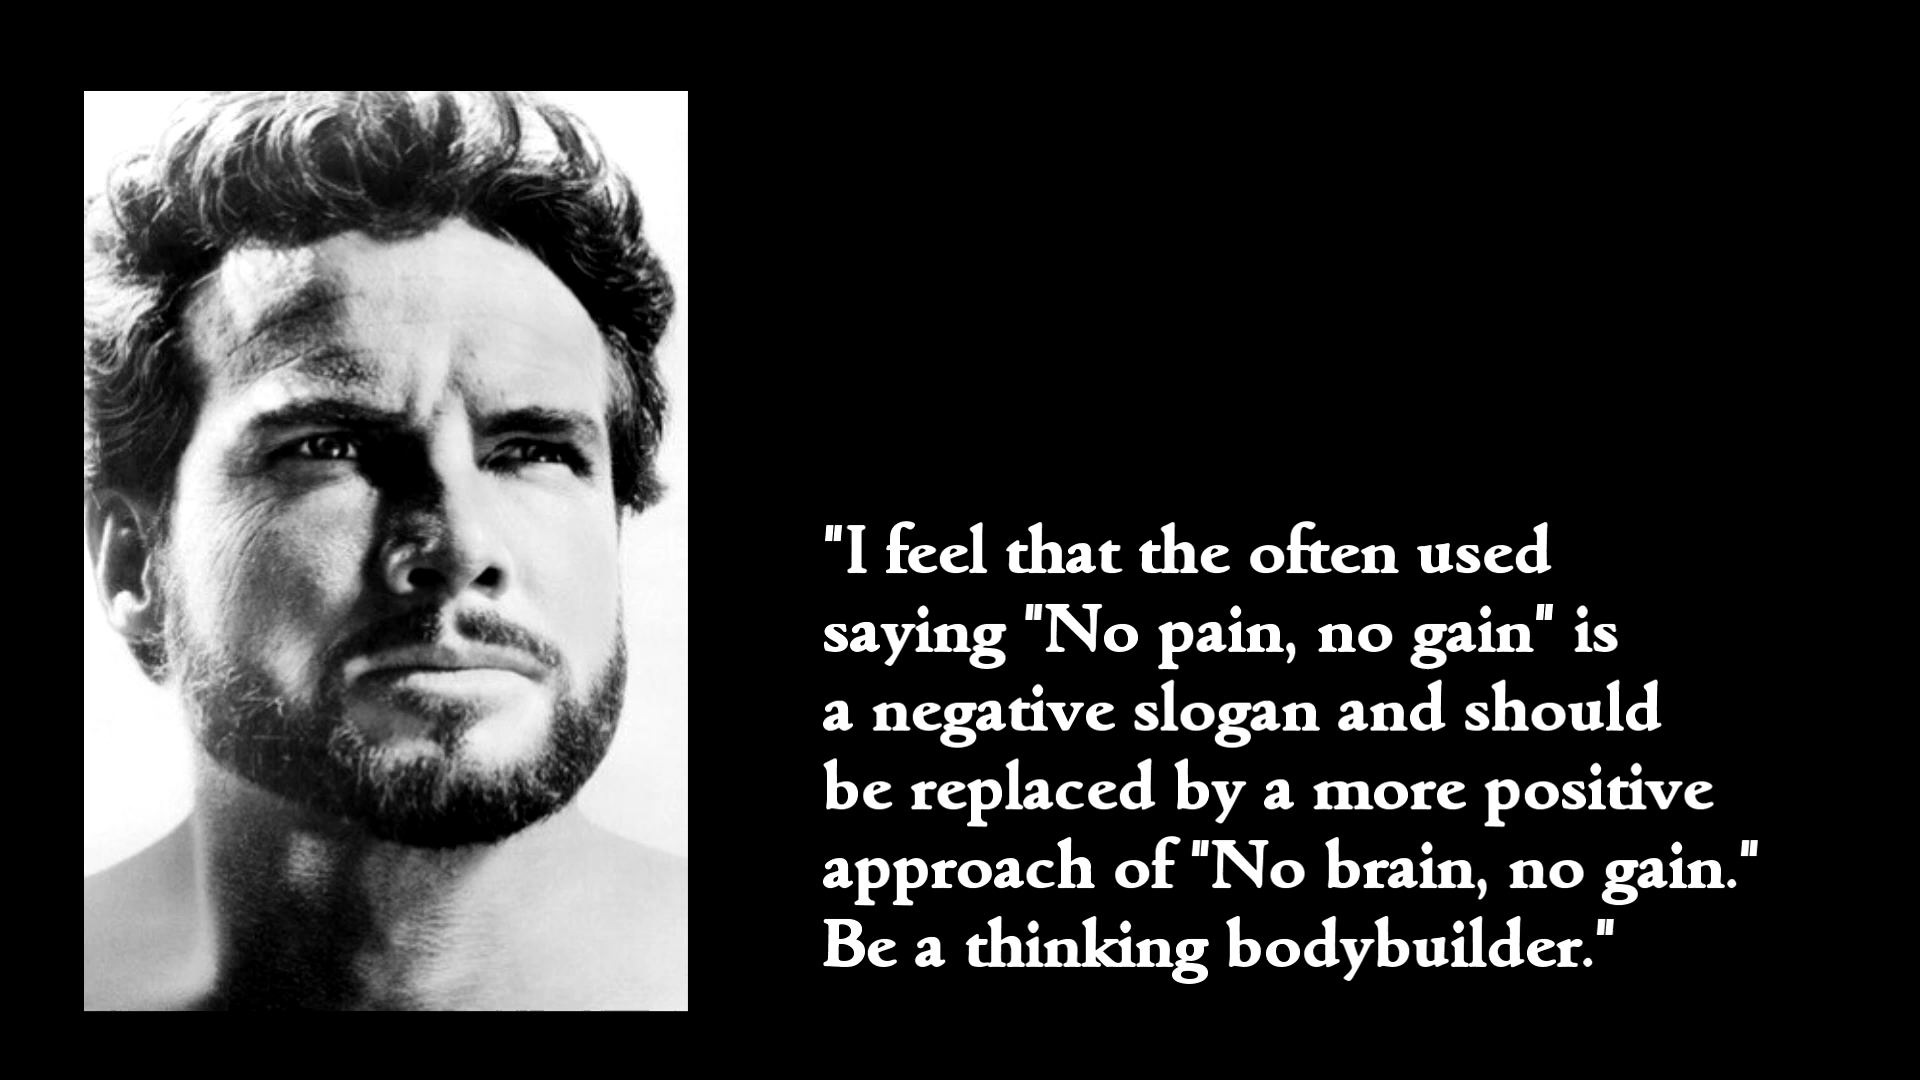 "I feel that the often used
saying "No pain, no gain" is
a negative slogan and should
be replaced by a more positive
approach of "No brain, no gain."
Be a thinking bodybuilder."